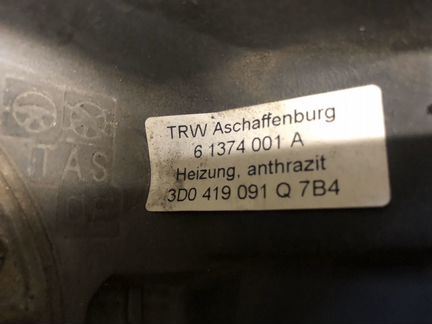 TRW Aschaffenburg
6 1374 001 A
Heizung, anthrazit
3D0 419 091 Q 7B4
TAS